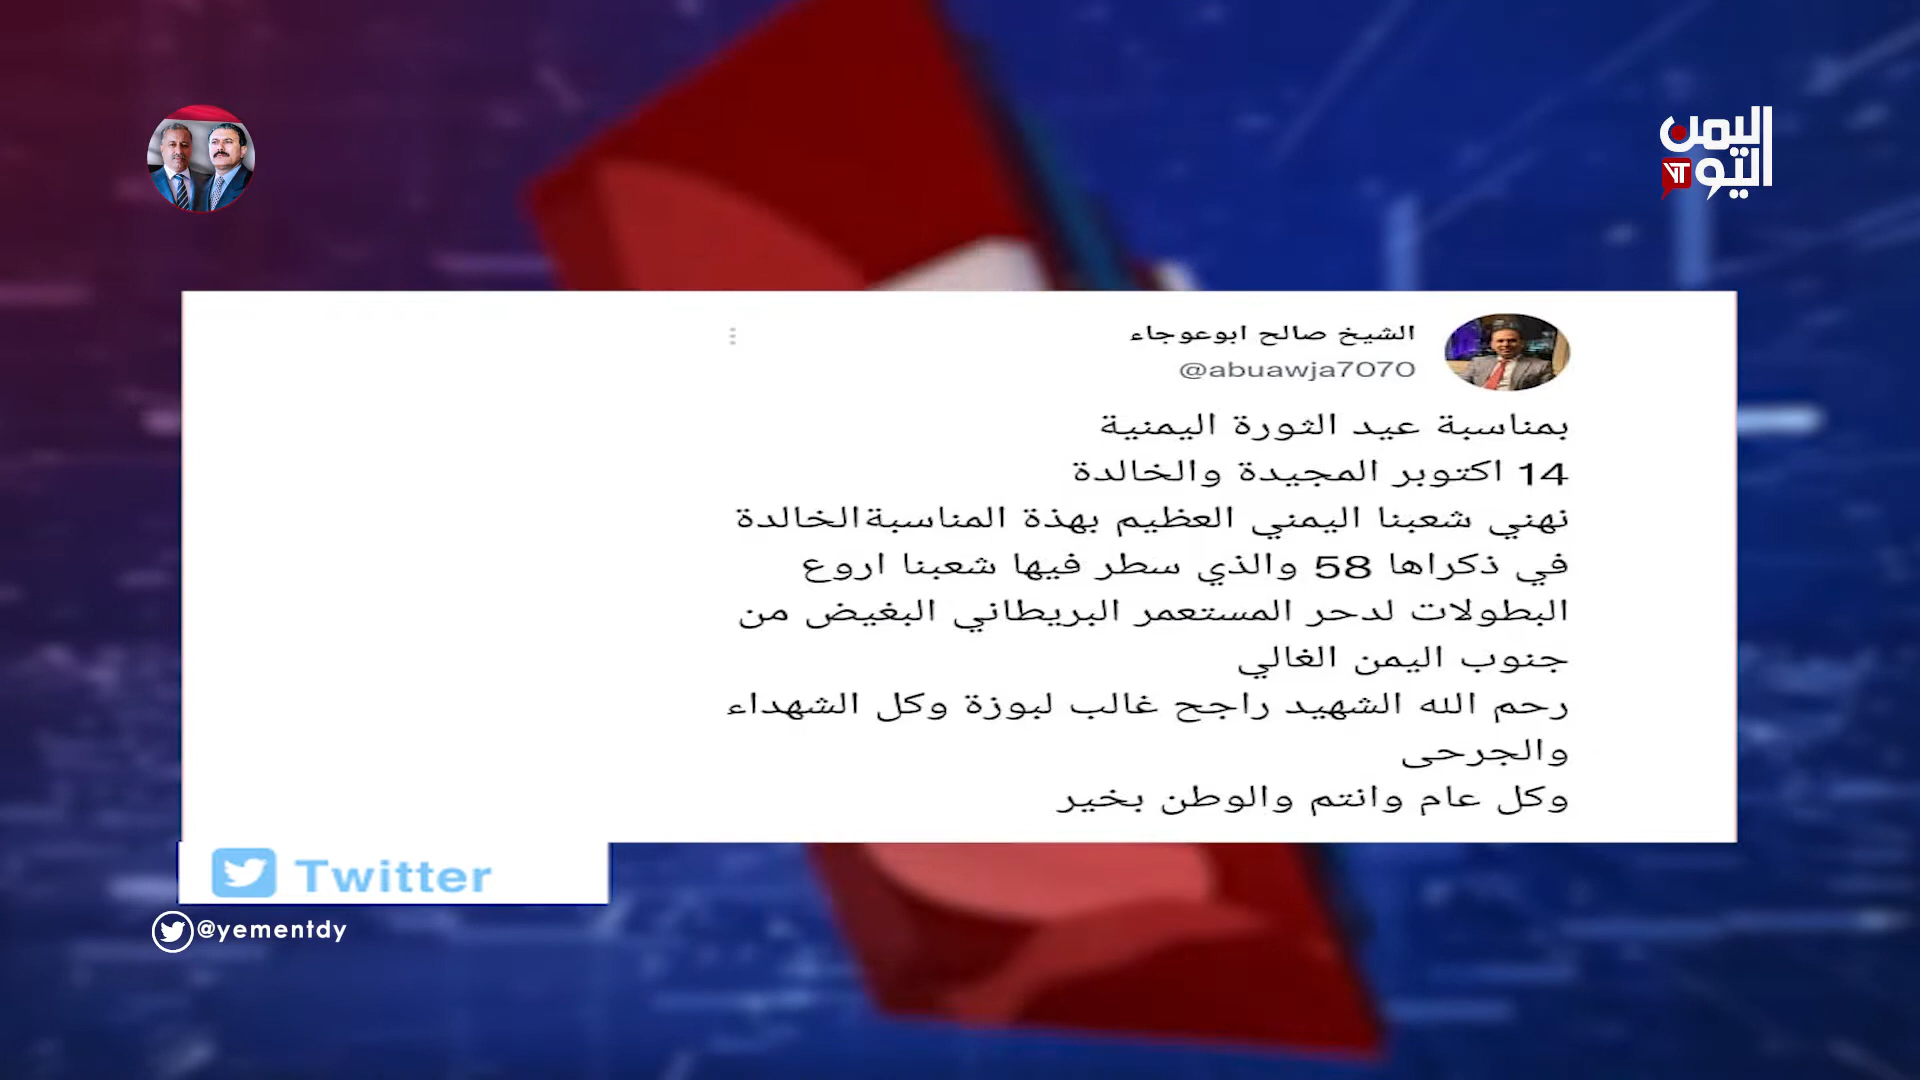 اليمن
اليوم
YT
الشيخ صالح ابوعوجاء
@abuawja7070
بمناسبة عيد الثورة اليمنية
14 اكتوبر المجيدة والخالدة
نهني شعبنا اليمني العظيم بهذة المناسبةالخالدة
في ذكراها 58 والذي سطر فيها شعبنا اروع
البطولات لدحر المستعمر البريطاني البغيض من
جنوب اليمن الغالي
رحم الله الشهيد راجح غالب لبوزة وكل الشهداء
والجرحى
وكل عام وانتم والوطن بخير
Twitter
@yementdy